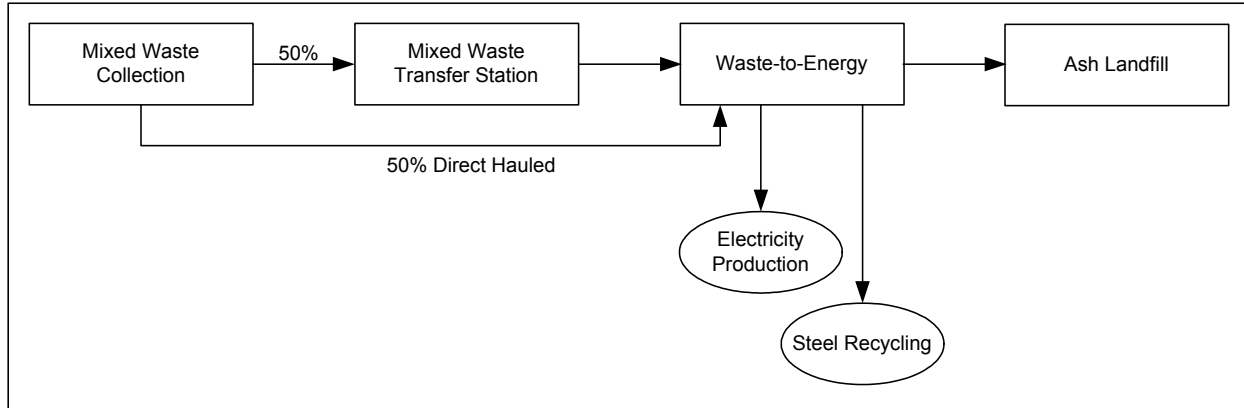 Mixed Waste
Collection
50%
Mixed Waste
Transfer Station
Waste-to-Energy
Ash Landfill
50% Direct Hauled
Electricity
Production
Steel Recycling